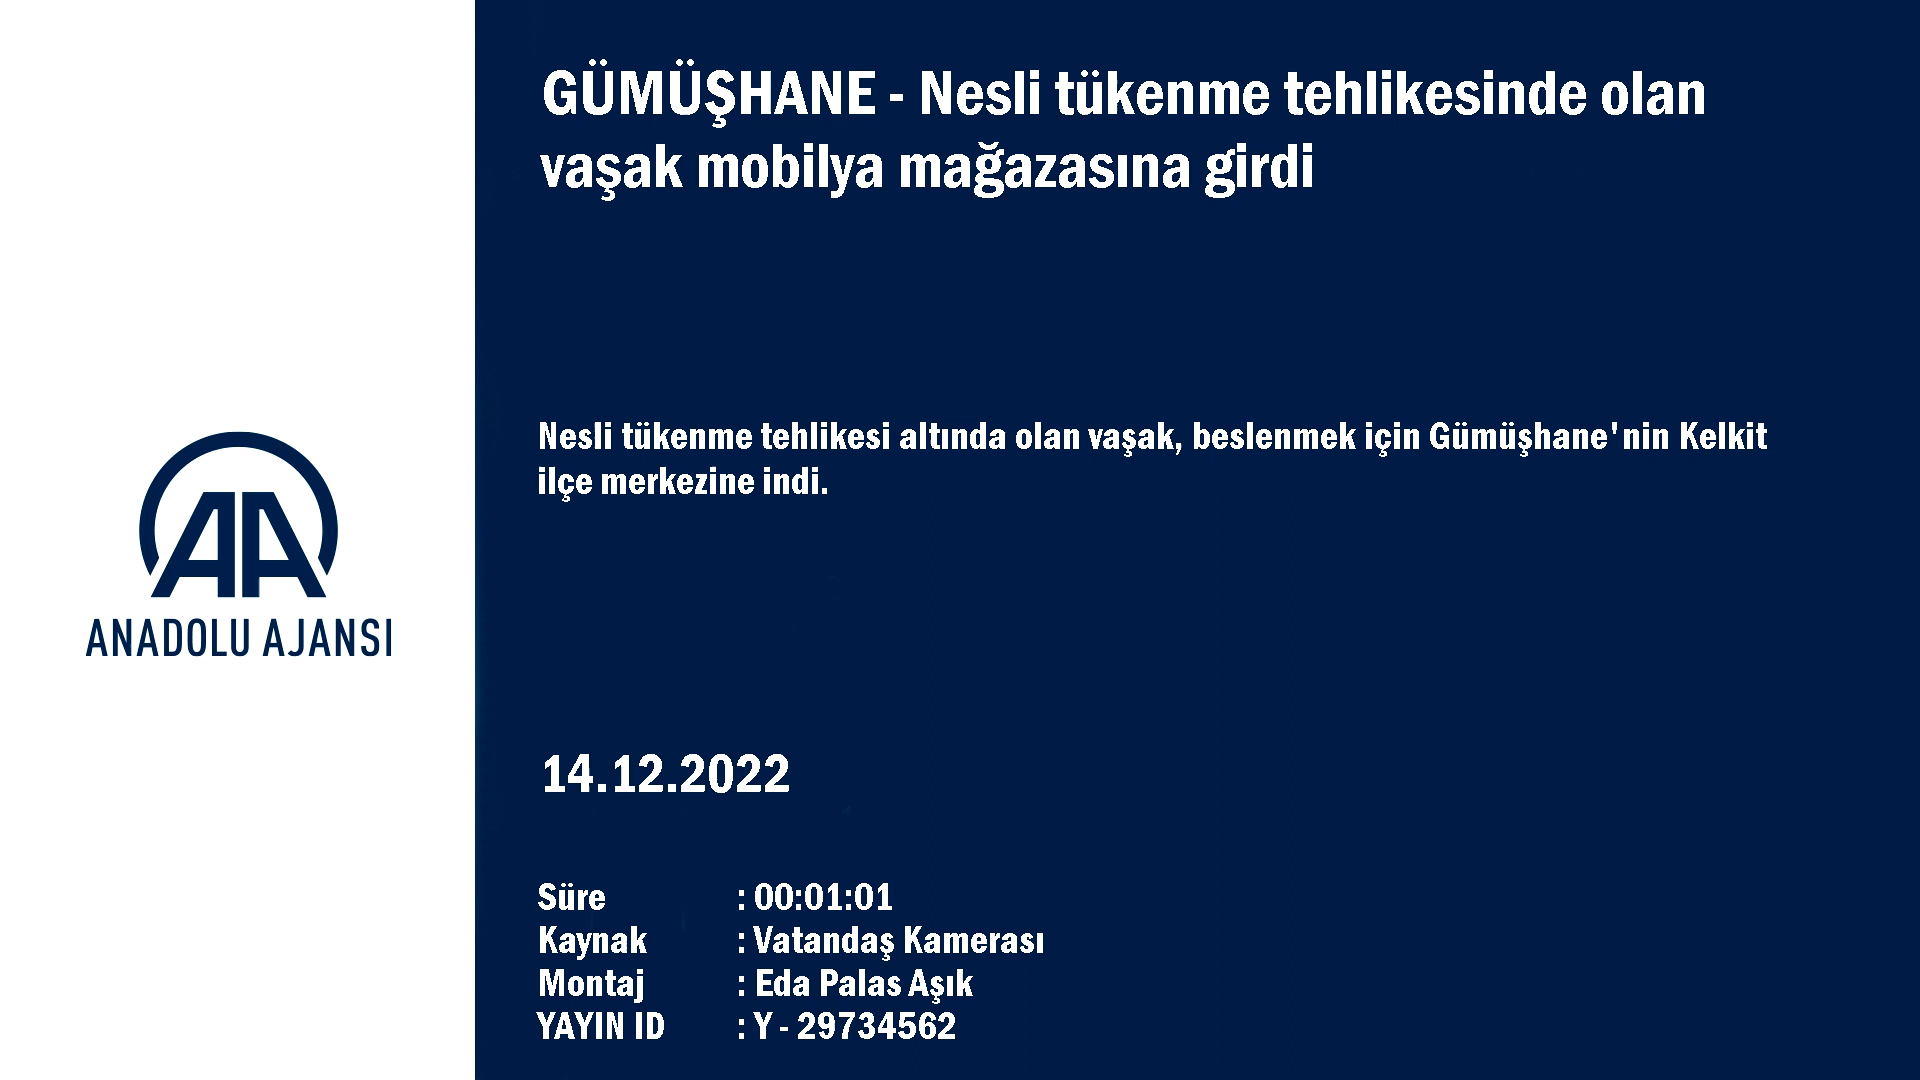 GÜMÜŞHANE - Nesli tükenme tehlikesinde olan
vaşak mobilya mağazasına girdi
Nesli tükenme tehlikesi altında olan vaşak, beslenmek için Gümüşhane'nin Kelkit
ilçe merkezine indi.
AA
ANADOLU AJANSI
14.12.2022
Süre : 00:01:01
Kaynak : Vatandaş Kamerası
Montaj : Eda Palas Aşık
YAYIN ID : Y - 29734562